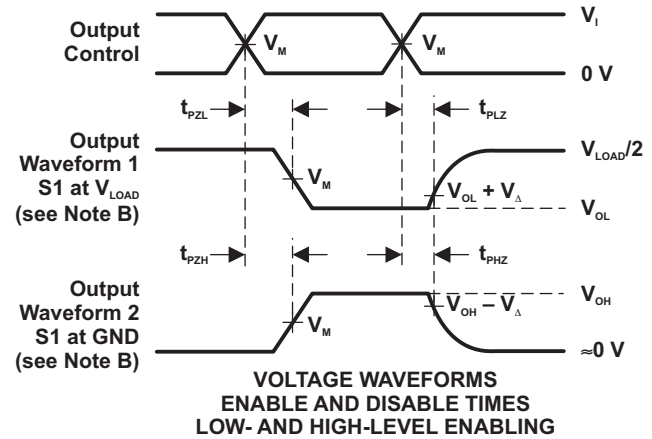 Output
Control
V_M
V_M
V_I
0 V
t_PZL
t_PLZ
Output
Waveform 1
S1 at V_LOAD
(see Note B)
V_M
V_OL + V_Δ
V_LOAD/2
V_OL
t_PZH
t_PHZ
Output
Waveform 2
S1 at GND
(see Note B)
V_M
V_OH – V_Δ
V_OH
≈0 V
VOLTAGE WAVEFORMS
ENABLE AND DISABLE TIMES
LOW- AND HIGH-LEVEL ENABLING